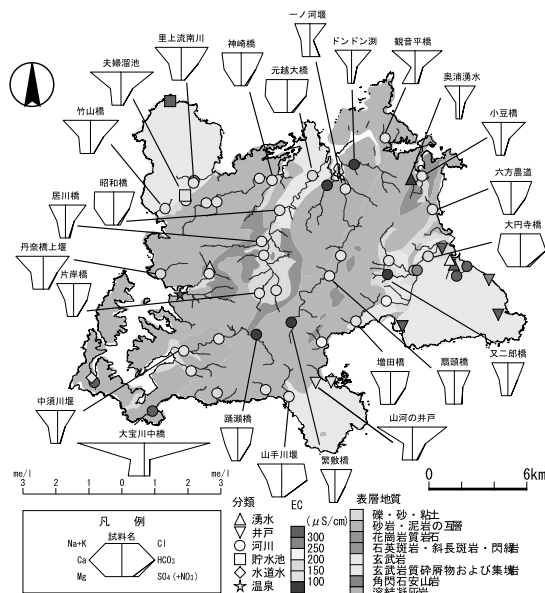 一ノ河堰
ドンドン渕
観音平橋
里上流南川
神崎橋
夫婦溜池
元越大橋
奥浦湧水
小豆橋
竹山橋
六方農道
昭和橋
居川橋
大円寺橋
丹奈橋上堰
片岸橋
中須川堰
増田橋
扇頭橋
又二郎橋
大宝川中橋
踊瀬橋
山手川堰
繁敷橋
山河の井戸
me/l
me/l
3 2 1 0 1 2 3
0 6km
凡 例
試料名
Na+K Cl
Ca HCO₃
Mg SO₄ (+NO₃)
分類
湧水
井戸
河川
貯水池
水道水
温泉
EC
(μS/cm)
300
250
200
150
100
表層地質
礫・砂・粘土
砂岩・泥岩の互層
花崗岩質岩石
石英斑岩・斜長斑岩・閃緑岩
玄武岩
玄武岩質砕屑物および集塊岩
角閃石安山岩
溶結凝灰岩